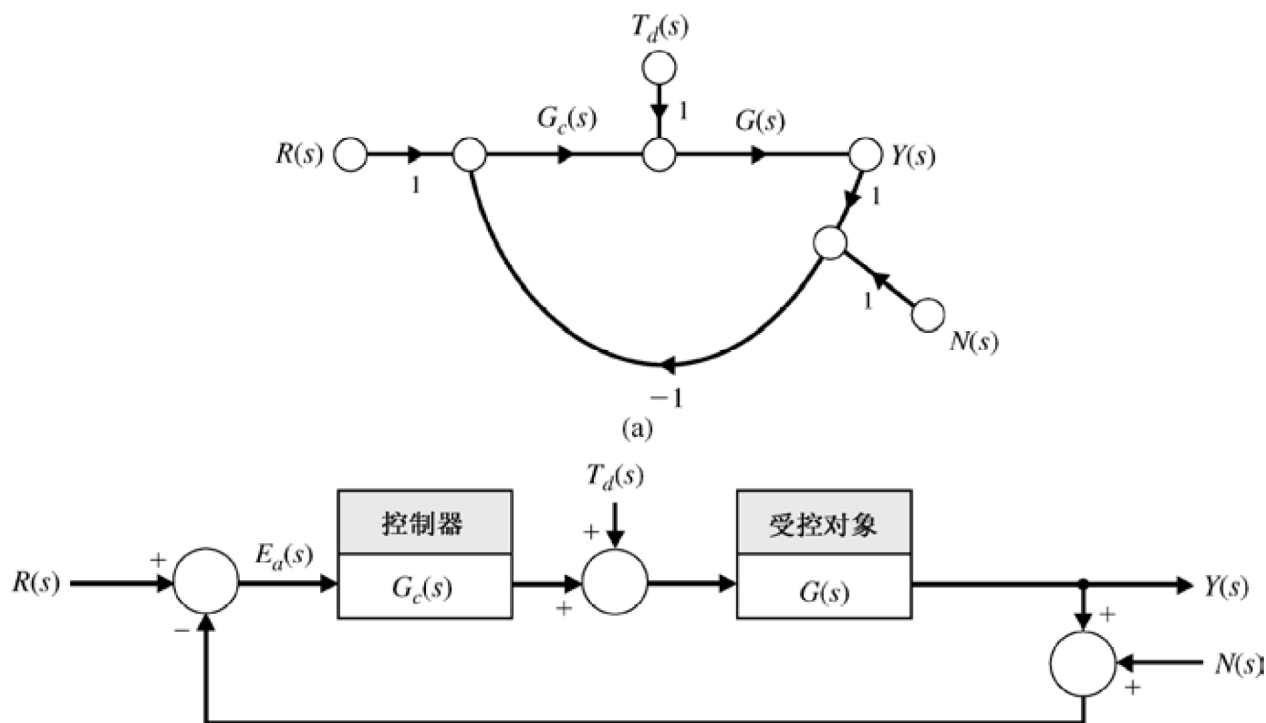 T_d(s)
1
G_c(s)
G(s)
R(s)
1
Y(s)
1
1
N(s)
−1
(a)
T_d(s)
控制器
受控对象
+
+
E_a(s)
R(s)
G_c(s)
+
G(s)
Y(s)
−
+
N(s)
+